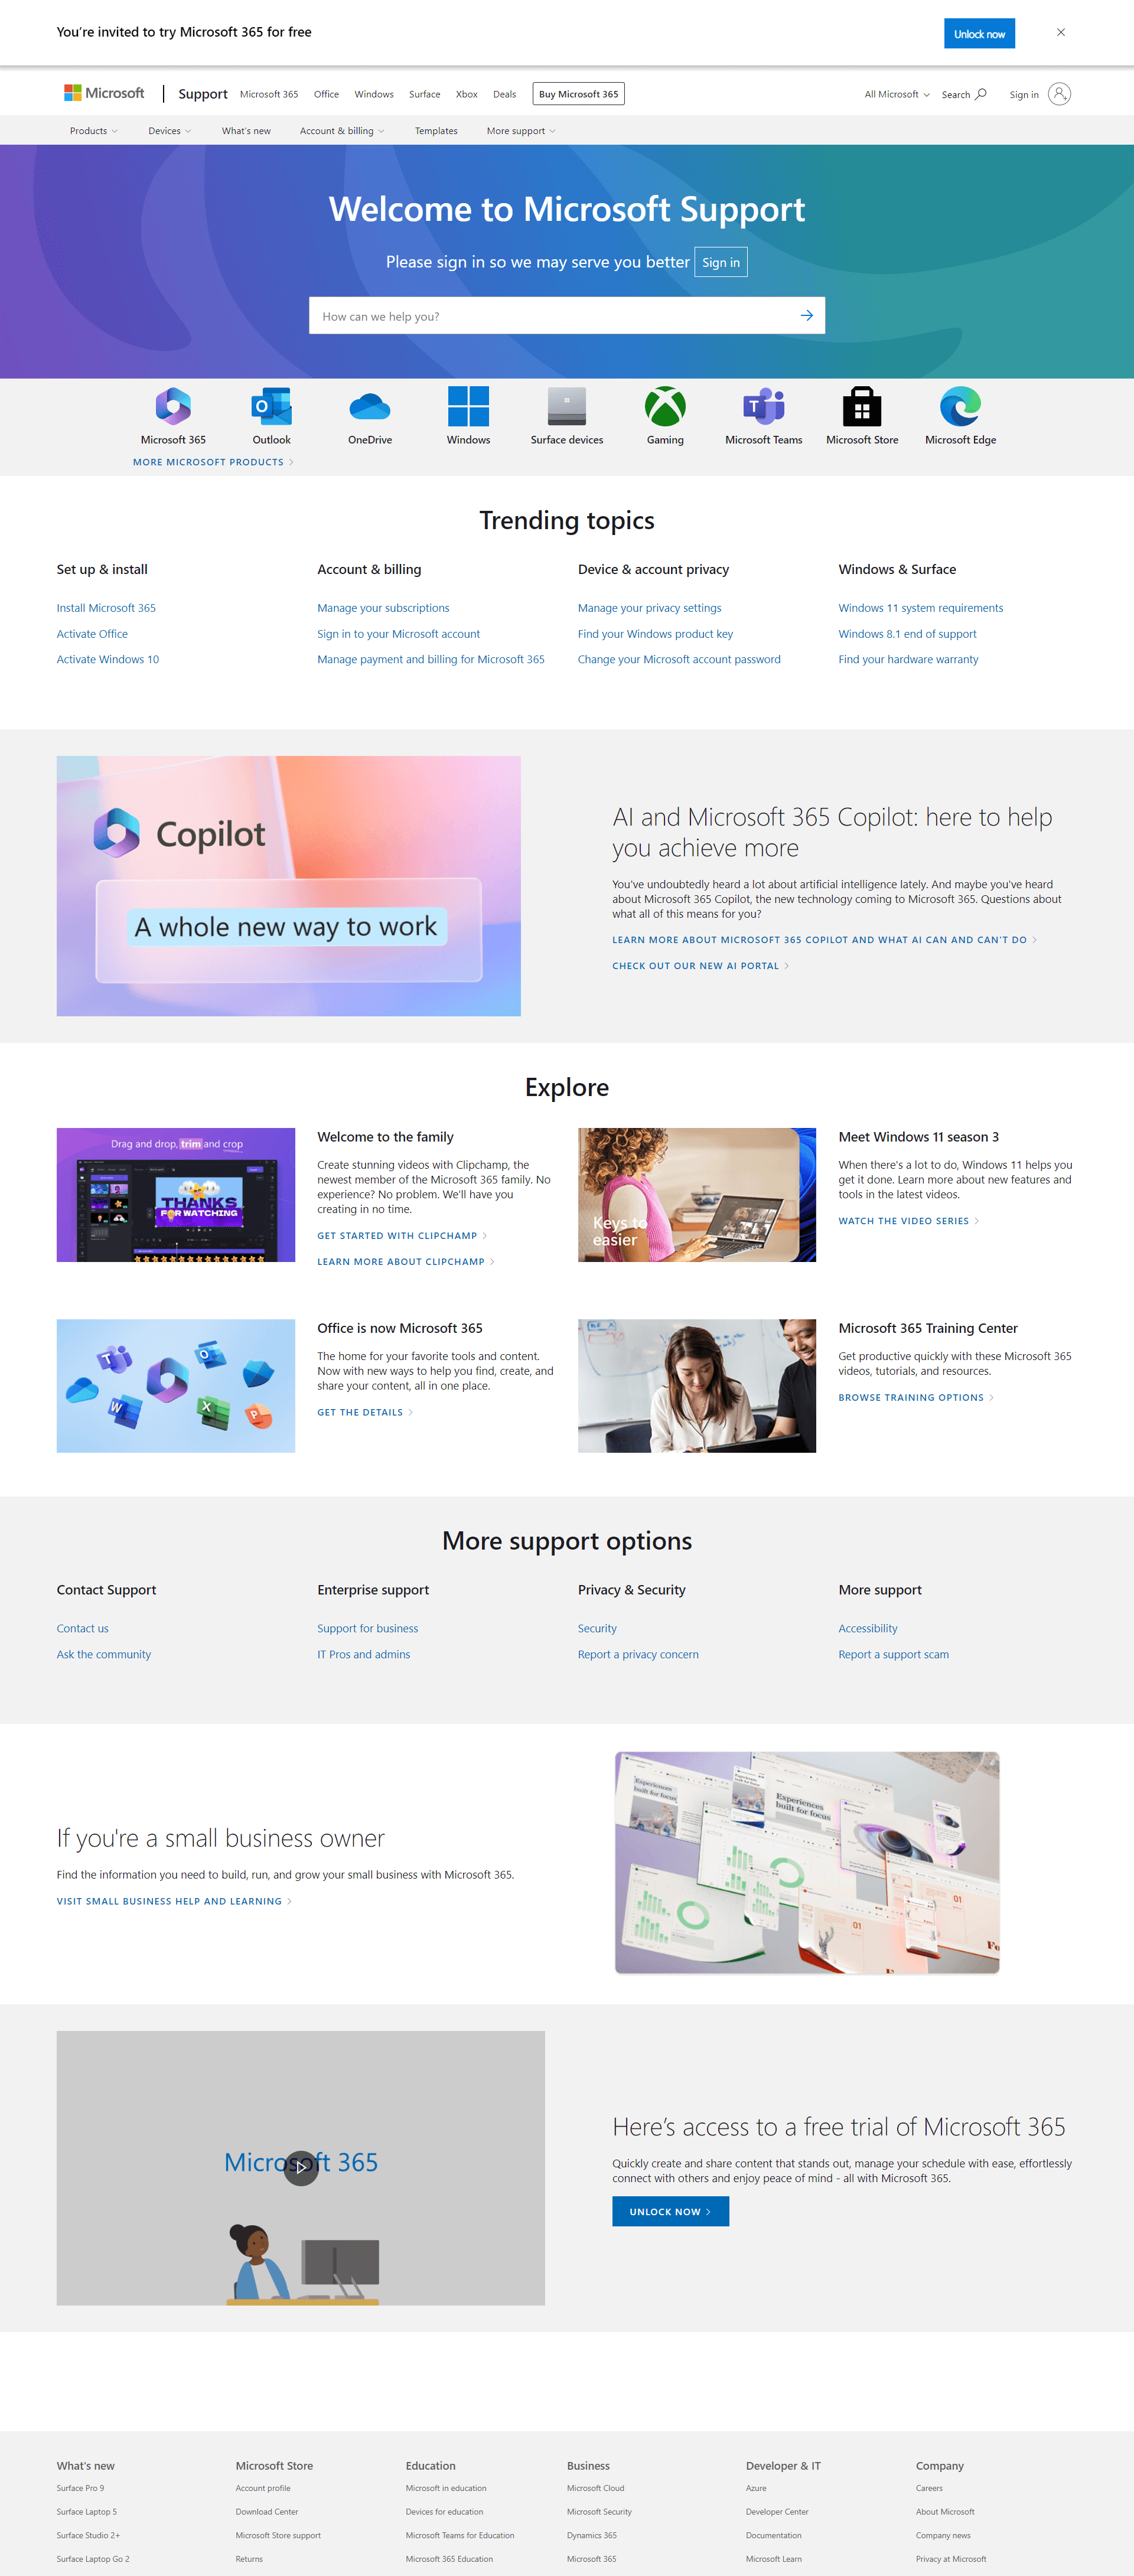 You're invited to try Microsoft 365 for free
Unlock now
Microsoft
Support
Microsoft 365
Office
Windows
Surface
Xbox
Deals
Buy Microsoft 365
All Microsoft
Search
Sign in
Products
Devices
What's new
Account & billing
Templates
More support
Welcome to Microsoft Support
Please sign in so we may serve you better
Sign in
How can we help you?
Microsoft 365
Outlook
OneDrive
Windows
Surface devices
Gaming
Microsoft Teams
Microsoft Store
Microsoft Edge
MORE MICROSOFT PRODUCTS
Trending topics
Set up & install
Install Microsoft 365
Activate Office
Activate Windows 10
Account & billing
Manage your subscriptions
Sign in to your Microsoft account
Manage payment and billing for Microsoft 365
Device & account privacy
Manage your privacy settings
Find your Windows product key
Change your Microsoft account password
Windows & Surface
Windows 11 system requirements
Windows 8.1 end of support
Find your hardware warranty
Copilot
A whole new way to work
AI and Microsoft 365 Copilot: here to help
you achieve more
You've undoubtedly heard a lot about artificial intelligence lately. And maybe you've heard
about Microsoft 365 Copilot, the new technology coming to Microsoft 365. Questions about
what all of this means for you?
LEARN MORE ABOUT MICROSOFT 365 COPILOT AND WHAT AI CAN AND CAN'T DO
CHECK OUT OUR NEW AI PORTAL
Explore
Drag and drop, trim and crop
THANKS
FOR WATCHING
Welcome to the family
Create stunning videos with Clipchamp, the
newest member of the Microsoft 365 family. No
experience? No problem. We'll have you
creating in no time.
GET STARTED WITH CLIPCHAMP
LEARN MORE ABOUT CLIPCHAMP
Keys to
easier
Meet Windows 11 season 3
When there's a lot to do, Windows 11 helps you
get it done. Learn more about new features and
tools in the latest videos.
WATCH THE VIDEO SERIES
Office is now Microsoft 365
The home for your favorite tools and content.
Now with new ways to help you find, create, and
share your content, all in one place.
GET THE DETAILS
Microsoft 365 Training Center
Get productive quickly with these Microsoft 365
videos, tutorials, and resources.
BROWSE TRAINING OPTIONS
More support options
Contact Support
Contact us
Ask the community
Enterprise support
Support for business
IT Pros and admins
Privacy & Security
Security
Report a privacy concern
More support
Accessibility
Report a support scam
If you're a small business owner
Find the information you need to build, run, and grow your small business with Microsoft 365.
VISIT SMALL BUSINESS HELP AND LEARNING
Experiences
built for focus
Experiences
built for focus
01
01
Microsoft 365
Here's access to a free trial of Microsoft 365
Quickly create and share content that stands out, manage your schedule with ease, effortlessly
connect with others and enjoy peace of mind - all with Microsoft 365.
UNLOCK NOW
What's new
Surface Pro 9
Surface Laptop 5
Surface Studio 2+
Surface Laptop Go 2
Microsoft Store
Account profile
Download Center
Microsoft Store support
Returns
Education
Microsoft in education
Devices for education
Microsoft Teams for Education
Microsoft 365 Education
Business
Microsoft Cloud
Microsoft Security
Dynamics 365
Microsoft 365
Developer & IT
Azure
Developer Center
Documentation
Microsoft Learn
Company
Careers
About Microsoft
Company news
Privacy at Microsoft